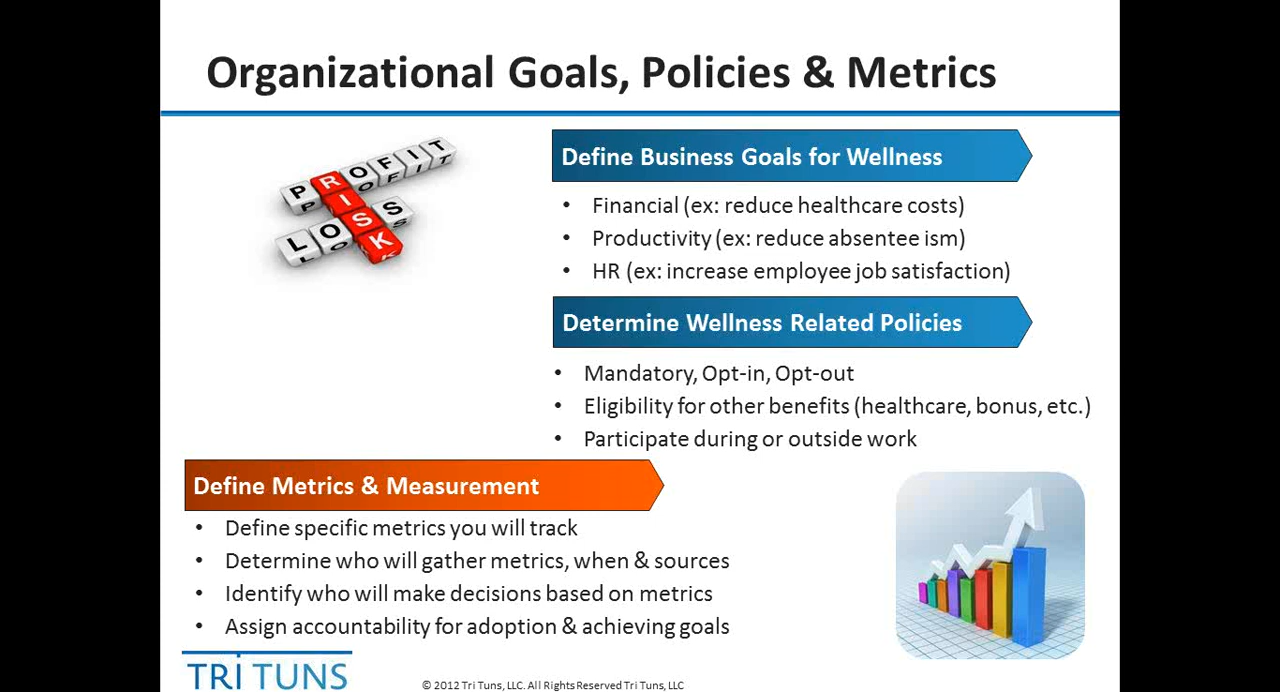 Organizational Goals, Policies & Metrics
PROFIT
RISK
LOSS
Define Business Goals for Wellness
• Financial (ex: reduce healthcare costs)
• Productivity (ex: reduce absentee ism)
• HR (ex: increase employee job satisfaction)
Determine Wellness Related Policies
• Mandatory, Opt-in, Opt-out
• Eligibility for other benefits (healthcare, bonus, etc.)
• Participate during or outside work
Define Metrics & Measurement
• Define specific metrics you will track
• Determine who will gather metrics, when & sources
• Identify who will make decisions based on metrics
• Assign accountability for adoption & achieving goals
TRi TUNS
© 2012 Tri Tuns, LLC. All Rights Reserved Tri Tuns, LLC